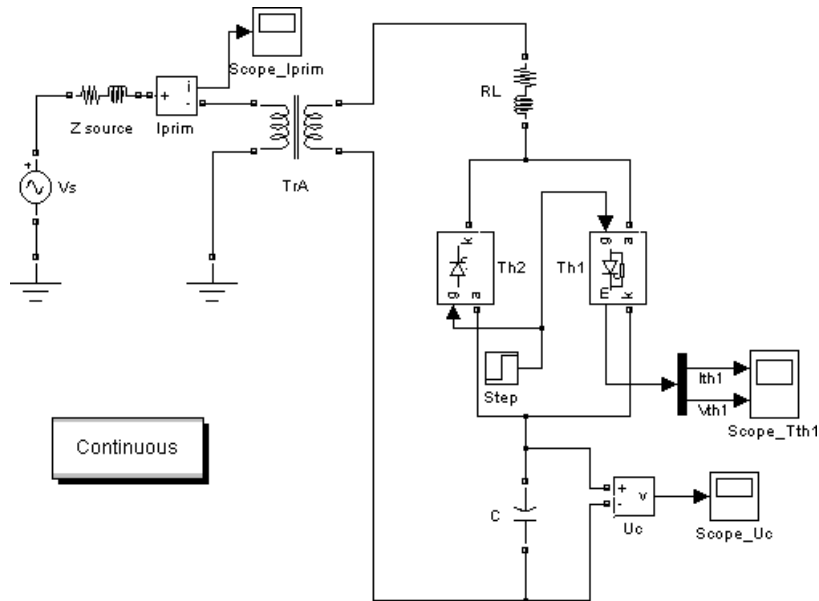 Scope_Iprim
RL
+
i
-
Z source
Iprim
+
Vs
TrA
k
g
a
Th2
g
a
m
k
Th1
Step
Ith1
Vth1
Scope_Tth1
Continuous
C
+
-
v
Uc
Scope_Uc